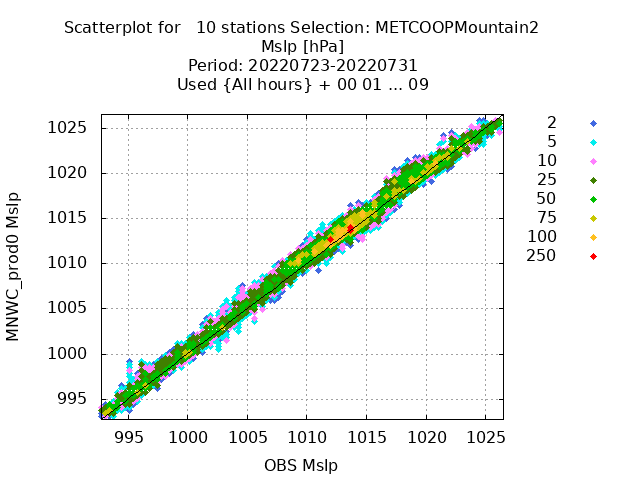 Scatterplot for   10 stations Selection: METCOOPMountain2
Mslp [hPa]
Period: 20220723-20220731
Used {All hours} + 00 01 ... 09
MNWC_prod0 Mslp
1025
1020
1015
1010
1005
1000
995
995 1000 1005 1010 1015 1020 1025
OBS Mslp
2
5
10
25
50
75
100
250